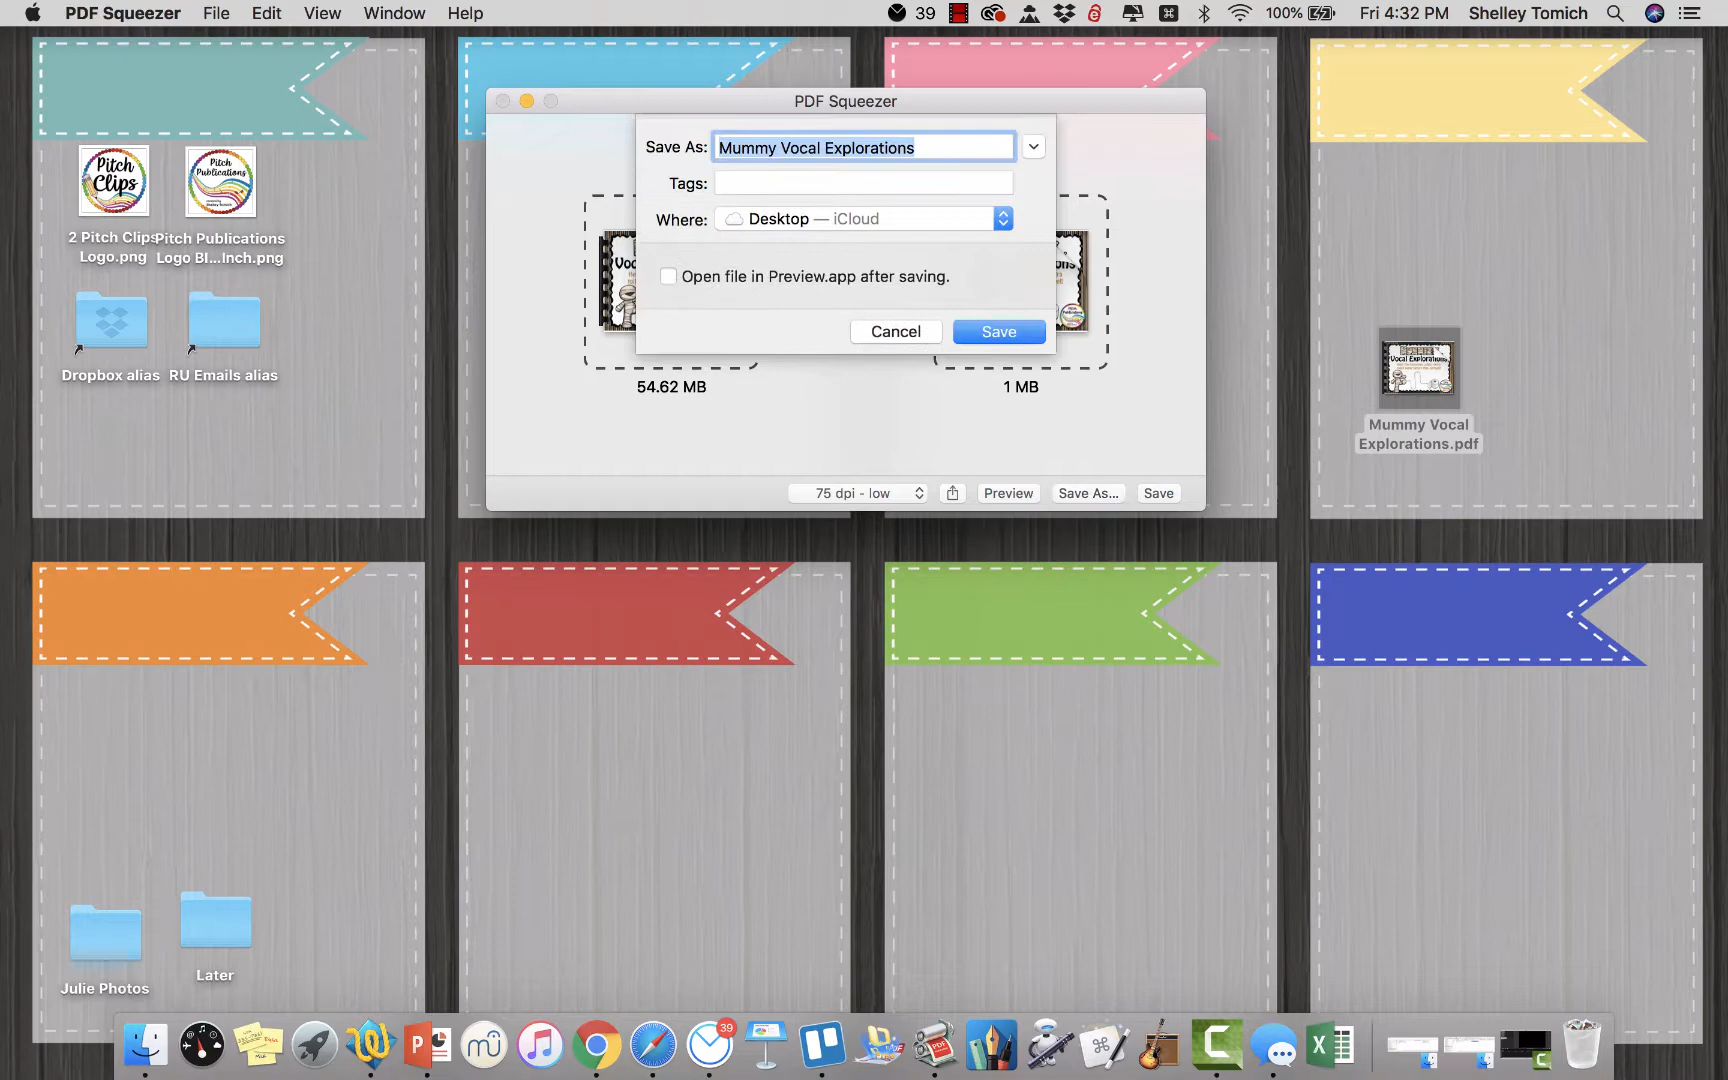 PDF Squeezer File Edit View Window Help
39 100% Fri 4:32 PM Shelley Tomich
PDF Squeezer
Save As: Mummy Vocal Explorations
Tags:
Where: Desktop — iCloud
Open file in Preview.app after saving.
Cancel Save
54.62 MB 1 MB
75 dpi - low Preview Save As... Save
Pitch Clips
Pitch Publications
2 Pitch Clips Logo.png
Pitch Publications
Logo BI...Inch.png
Dropbox alias RU Emails alias
Vocal Explorations
Mummy Vocal
Explorations.pdf
Julie Photos
Later
39
PDF